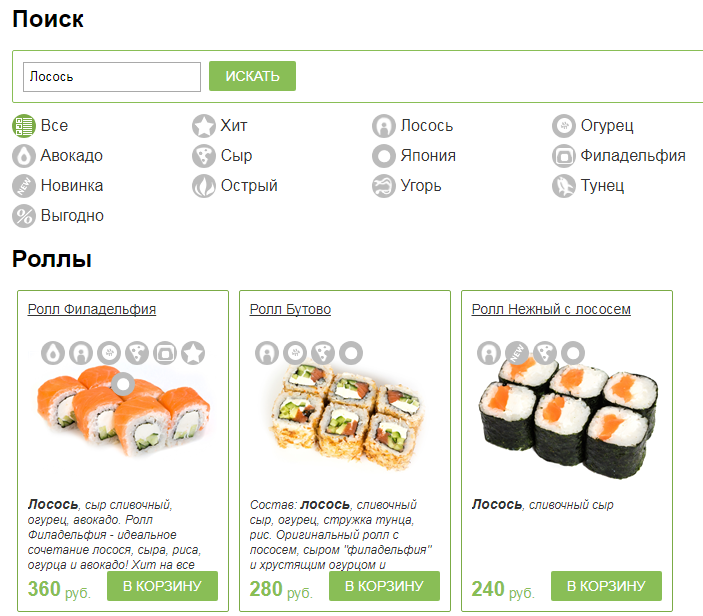 Поиск
Лосось ИСКАТЬ
Все Хит Лосось Огурец
Авокадо Сыр Япония Филадельфия
NEW Новинка Острый Угорь Тунец
% Выгодно
Роллы
Ролл Филадельфия
Лосось, сыр сливочный,
огурец, авокадо. Ролл
Филадельфия - идеальное
сочетание лосося, сыра, риса,
огурца и авокадо! Хит на все
360 руб. В КОРЗИНУ
Ролл Бутово
Состав: лосось, сливочный
сыр, огурец, стружка тунца,
рис. Оригинальный ролл с
лососем, сыром "филадельфия"
и хрустящим огурцом и
280 руб. В КОРЗИНУ
Ролл Нежный с лососем
NEW
Лосось, сливочный сыр
240 руб. В КОРЗИНУ